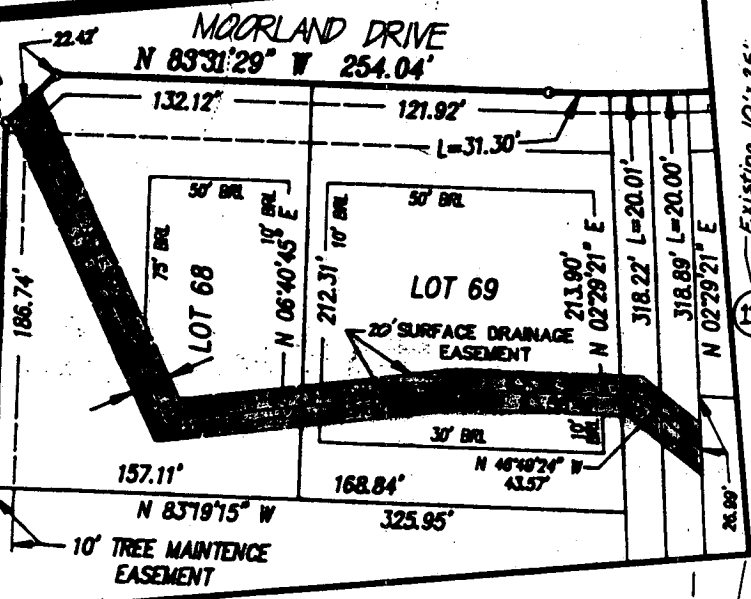 MOORLAND DRIVE
N 83°31'29" W 254.04'
22.42'
132.12'
121.92'
L=31.30'
50' BRL
50' BRL
75' BRL
10' BRL
N 06°40'45" E
212.31'
10' BRL
186.74'
LOT 68
LOT 69
213.90'
N 02°29'21" E
318.22' L=20.01'
318.89' L=20.00'
N 02°29'21" E
Existing
H
20' SURFACE DRAINAGE
EASEMENT
30' BRL
10' BRL
N 46°49'24" W
43.57'
26.99'
157.11'
168.84'
N 83°19'15" W
325.95'
10' TREE MAINTENCE
EASEMENT